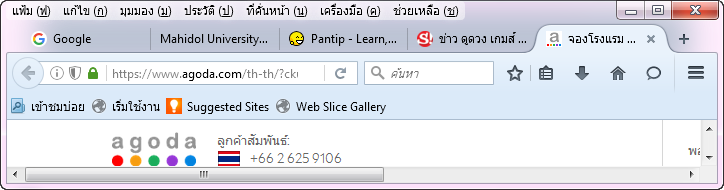 แฟ้ม (ฟ) แก้ไข (ก) มุมมอง (ม) ประวัติ (ป) ที่คั่นหน้า (น) เครื่องมือ (ค) ช่วยเหลือ (ช)
Google Mahidol University... Pantip - Learn,... ข่าว ดูดวง เกมส์ ... จองโรงแรม ...
https://www.agoda.com/th-th/?cku ค้นหา
เข้าชมบ่อย เริ่มใช้งาน Suggested Sites Web Slice Gallery
agoda ลูกค้าสัมพันธ์:
+66 2 625 9106